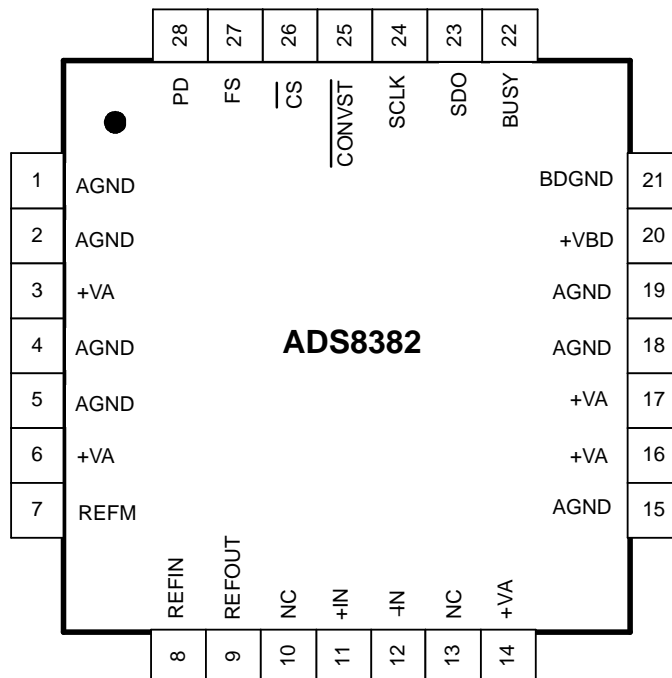 28 27 26 25 24 23 22
PD FS CS CONVST SCLK SDO BUSY
1 AGND BDGND 21
2 AGND +VBD 20
3 +VA AGND 19
4 AGND ADS8382 AGND 18
5 AGND +VA 17
6 +VA +VA 16
7 REFM AGND 15
REFIN REFOUT NC +IN -IN NC +VA
8 9 10 11 12 13 14